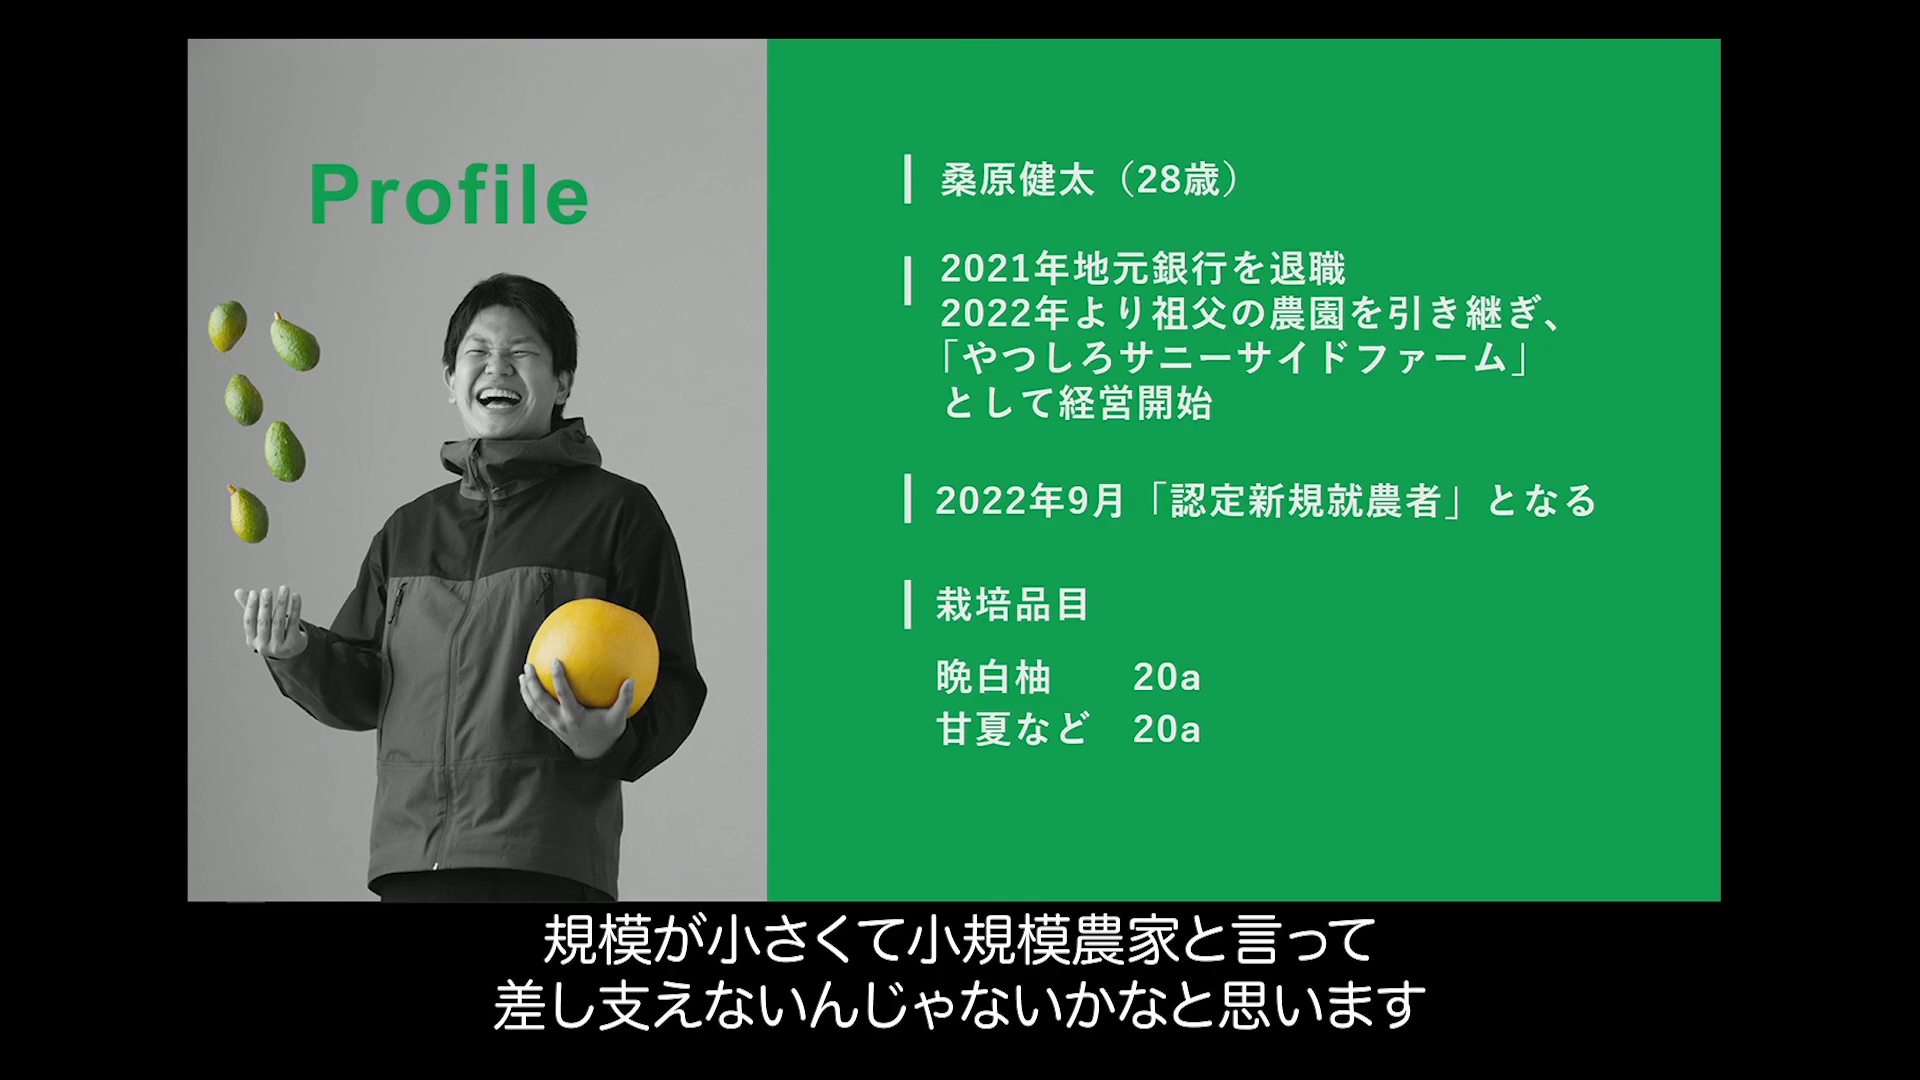 Profile
桑原健太（28歳）
2021年地元銀行を退職
2022年より祖父の農園を引き継ぎ、
「やつしろサニーサイドファーム」
として経営開始
2022年9月「認定新規就農者」となる
栽培品目
晩白柚　　20a
甘夏など　20a
規模が小さくて小規模農家と言って
差し支えないんじゃないかなと思います